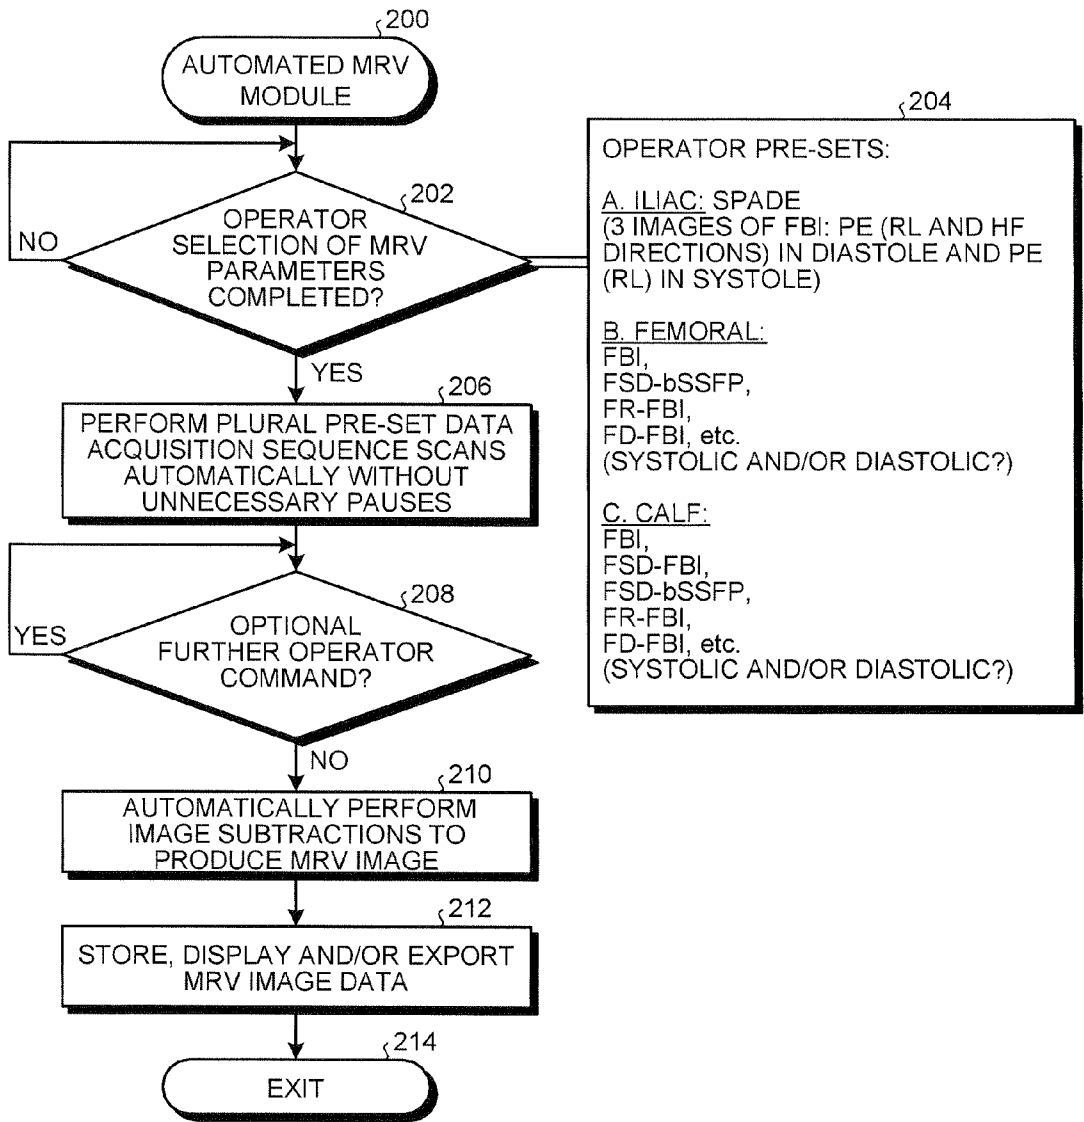 200
AUTOMATED MRV
MODULE
202
OPERATOR
SELECTION OF MRV
PARAMETERS
COMPLETED?
NO
YES
204
OPERATOR PRE-SETS:
A. ILIAC: SPADE
(3 IMAGES OF FBI: PE (RL AND HF
DIRECTIONS) IN DIASTOLE AND PE
(RL) IN SYSTOLE)
B. FEMORAL:
FBI,
FSD-bSSFP,
FR-FBI,
FD-FBI, etc.
(SYSTOLIC AND/OR DIASTOLIC?)
C. CALF:
FBI,
FSD-FBI,
FSD-bSSFP,
FR-FBI,
FD-FBI, etc.
(SYSTOLIC AND/OR DIASTOLIC?)
206
PERFORM PLURAL PRE-SET DATA
ACQUISITION SEQUENCE SCANS
AUTOMATICALLY WITHOUT
UNNECESSARY PAUSES
208
OPTIONAL
FURTHER OPERATOR
COMMAND?
YES
NO
210
AUTOMATICALLY PERFORM
IMAGE SUBTRACTIONS TO
PRODUCE MRV IMAGE
212
STORE, DISPLAY AND/OR EXPORT
MRV IMAGE DATA
214
EXIT